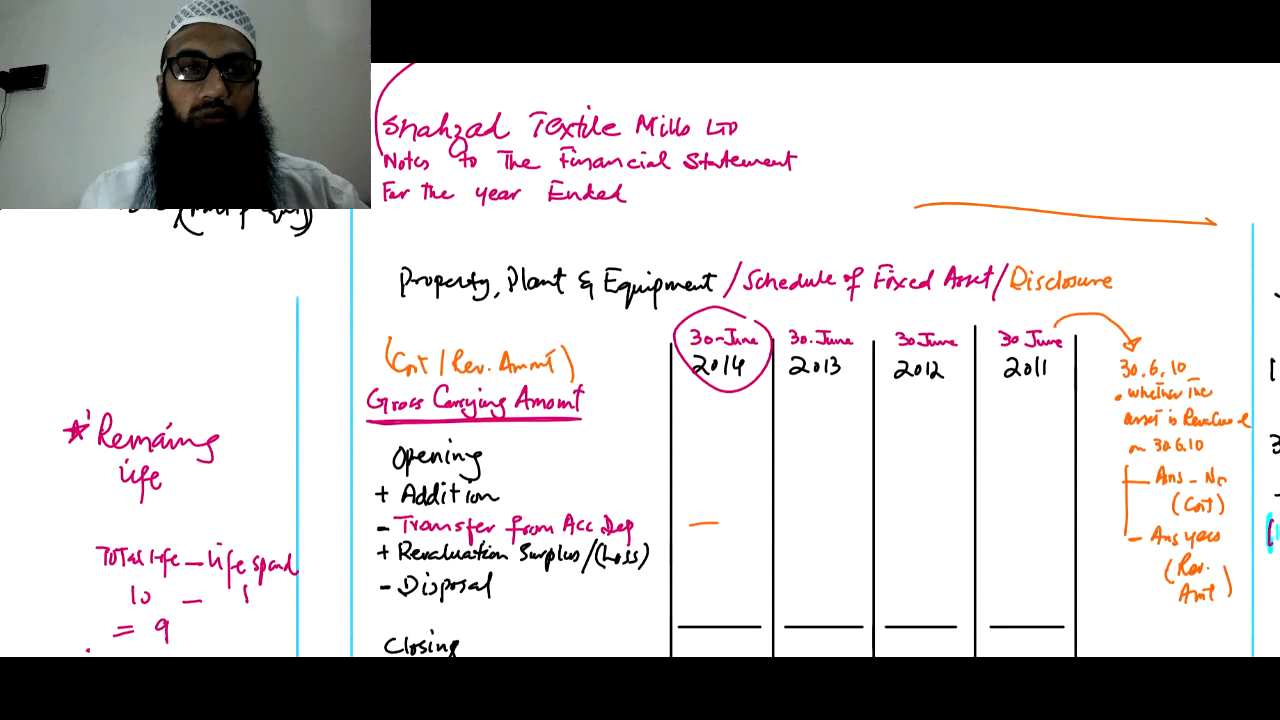 Shahzad Textile Mills LTD
Notes to The Financial Statement
For the year Ended
Property, Plant & Equipment / Schedule of Fixed Asset / Disclosure
(Cost / Rev. Amount)
Gross Carrying Amount
30-June 2014
30.June 2013
30 June 2012
30 June 2011
Opening
+ Addition
- Transfer from Acc Dep
+ Revaluation Surplus/(Loss)
- Disposal
Closing
30.6.10
. whether the
asset is Revalued
on 30.6.10
- Ans - No
(Cost)
- Ans yes
(Rev.
Amt)
Remaing
life
Total life - Life spend
10 - 1
= 9